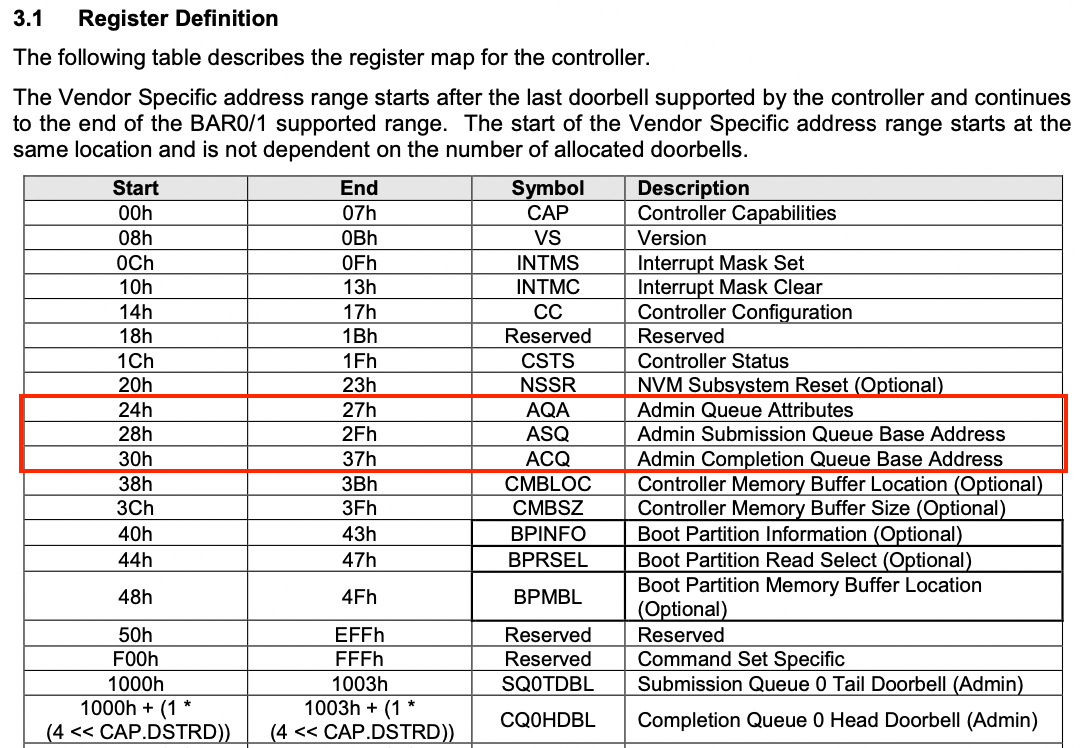 3.1 Register Definition
The following table describes the register map for the controller.
The Vendor Specific address range starts after the last doorbell supported by the controller and continues
to the end of the BAR0/1 supported range. The start of the Vendor Specific address range starts at the
same location and is not dependent on the number of allocated doorbells.
Start End Symbol Description
00h 07h CAP Controller Capabilities
08h 0Bh VS Version
0Ch 0Fh INTMS Interrupt Mask Set
10h 13h INTMC Interrupt Mask Clear
14h 17h CC Controller Configuration
18h 1Bh Reserved Reserved
1Ch 1Fh CSTS Controller Status
20h 23h NSSR NVM Subsystem Reset (Optional)
24h 27h AQA Admin Queue Attributes
28h 2Fh ASQ Admin Submission Queue Base Address
30h 37h ACQ Admin Completion Queue Base Address
38h 3Bh CMBLOC Controller Memory Buffer Location (Optional)
3Ch 3Fh CMBSZ Controller Memory Buffer Size (Optional)
40h 43h BPINFO Boot Partition Information (Optional)
44h 47h BPRSEL Boot Partition Read Select (Optional)
48h 4Fh BPMBL Boot Partition Memory Buffer Location
(Optional)
50h EFFh Reserved Reserved
F00h FFFh Reserved Command Set Specific
1000h 1003h SQ0TDBL Submission Queue 0 Tail Doorbell (Admin)
1000h + (1 * 1003h + (1 *
(4 << CAP.DSTRD)) (4 << CAP.DSTRD)) CQ0HDBL Completion Queue 0 Head Doorbell (Admin)